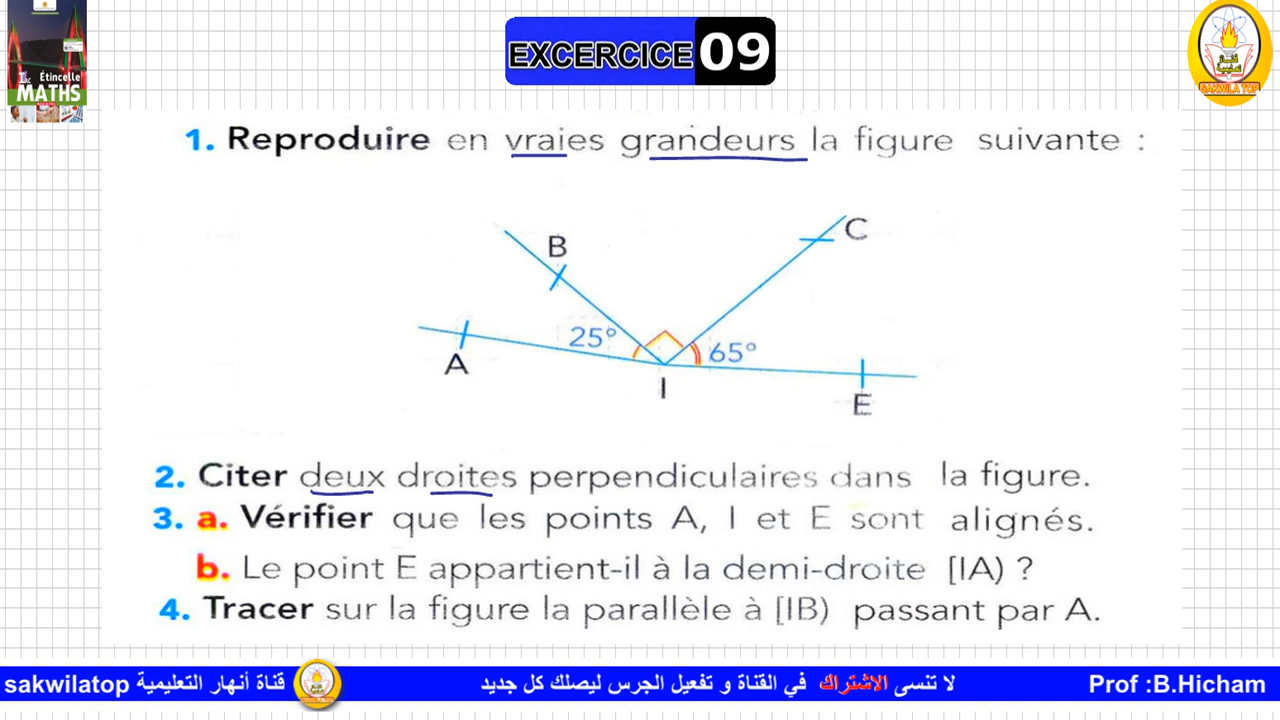 1re Étincelle
MATHS
EXCERCICE 09
SAKWILA TOP
1. Reproduire en vraies grandeurs la figure suivante :
B
C
25°
65°
A
I
E
2. Citer deux droites perpendiculaires dans la figure.
3. a. Vérifier que les points A, I et E sont alignés.
b. Le point E appartient-il à la demi-droite [IA) ?
4. Tracer sur la figure la parallèle à [IB) passant par A.
sakwilatop قناة أنهار التعليمية
لا تنسى الاشتراك في القناة و تفعيل الجرس ليصلك كل جديد
Prof :B.Hicham